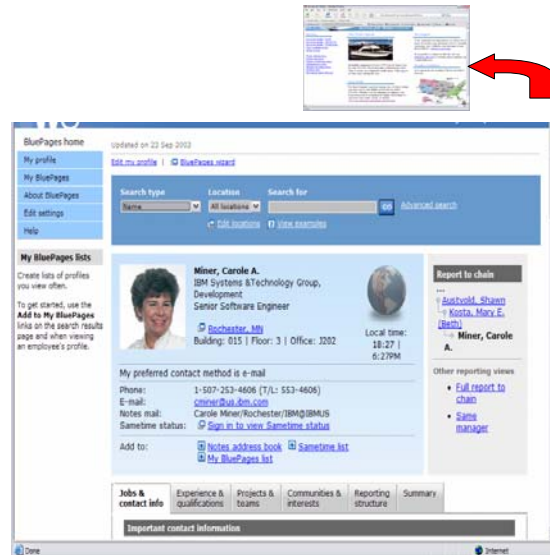 BluePages home
My profile
My BluePages
About BluePages
Edit settings
Help
My BluePages lists
Create lists of profiles
you view often.
To get started, use the
Add to My BluePages
links on the search results
page and when viewing
an employee's profile.
Updated on 22 Sep 2003
Edit my profile | BluePages wizard
Search type Location Search for
Name All locations GO Advanced search
Edit locations View examples
Miner, Carole A.
IBM Systems &Technology Group,
Development
Senior Software Engineer
Rochester, MN
Building: 015 | Floor: 3 | Office: J202
Local time:
18:27 |
6:27PM
My preferred contact method is e-mail
Phone: 1-507-253-4606 (T/L: 553-4606)
E-mail: cminer@us.ibm.com
Notes mail: Carole Miner/Rochester/IBM@IBMUS
Sametime status: Sign in to view Sametime status
Add to: Notes address book Sametime list
My BluePages list
Report to chain
...
Austvold, Shawn
Kosta, Mary E.
(Beth)
Miner, Carole
A.
Other reporting views
Full report to
chain
Same
manager
Jobs &
contact info
Experience &
qualifications
Projects &
teams
Communities &
interests
Reporting
structure
Summary
Important contact information
Done
Internet